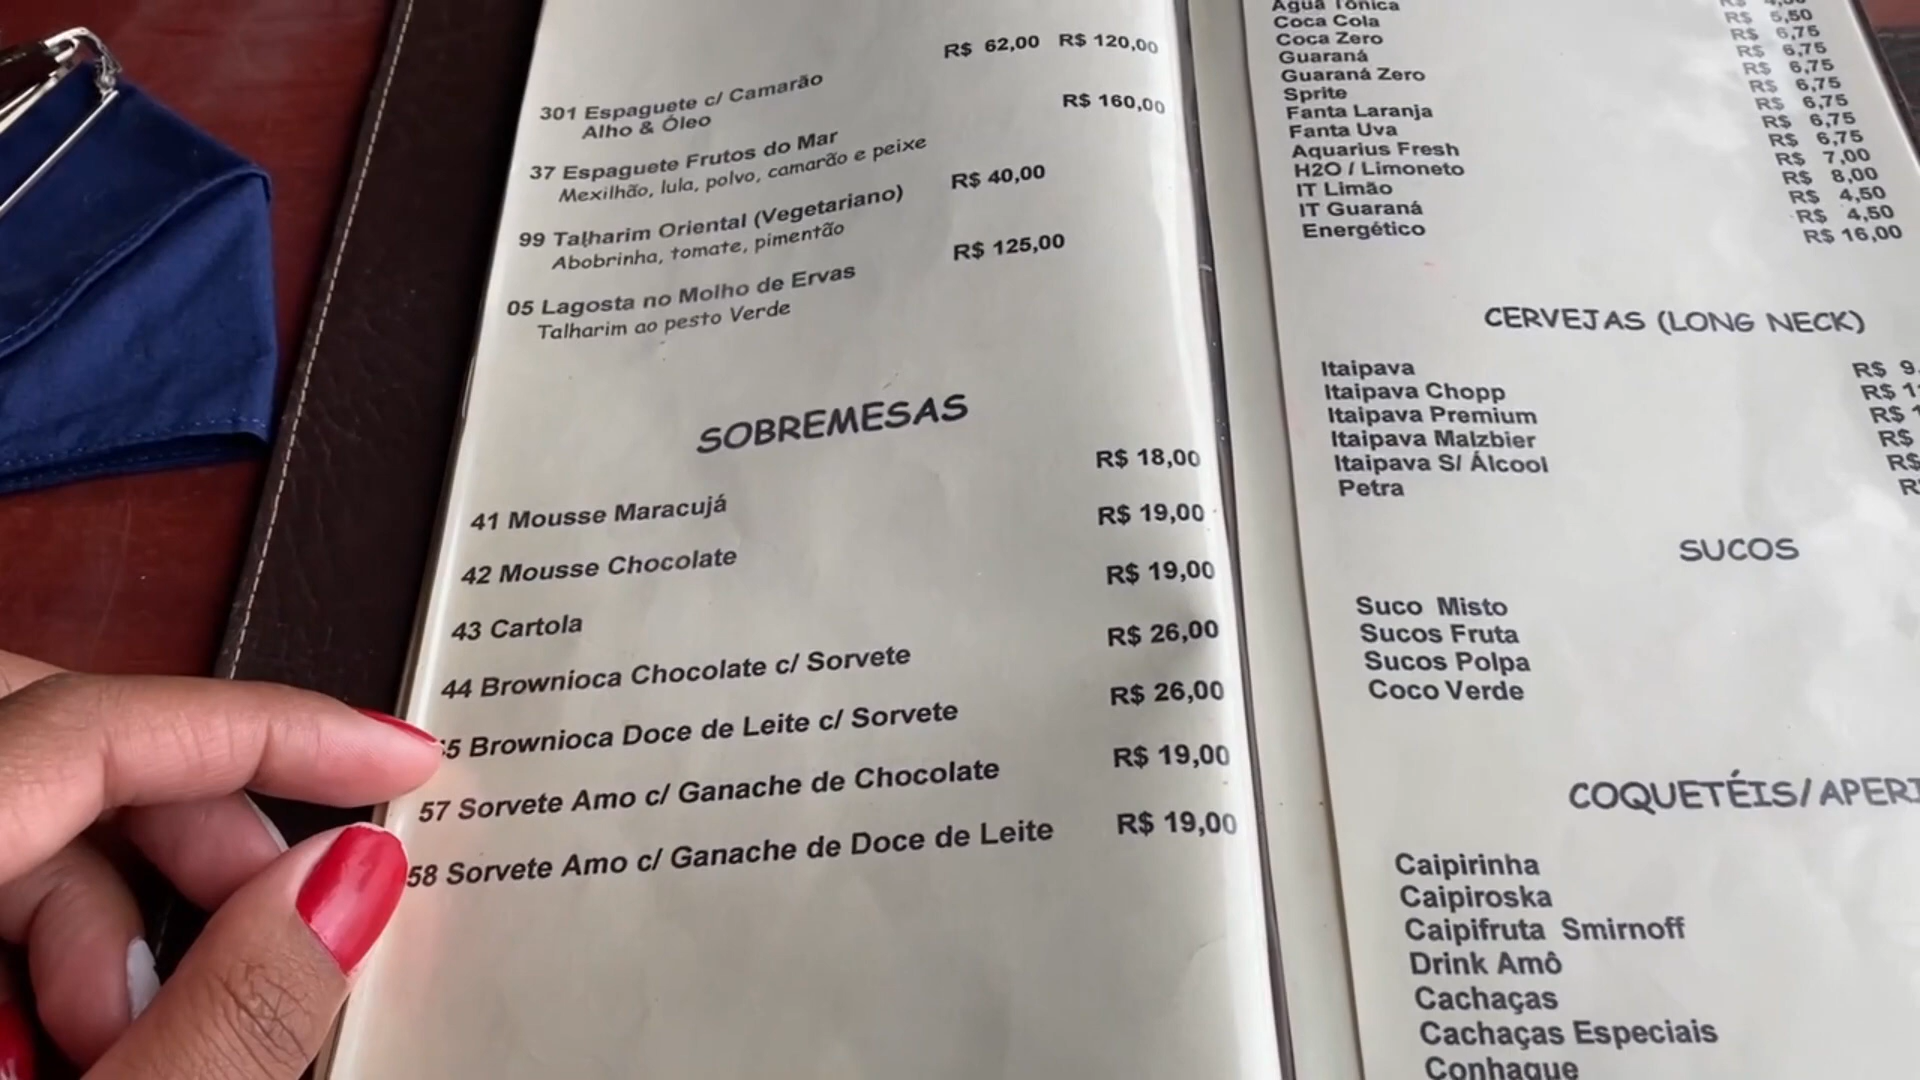 R$ 62,00 R$ 120,00
301 Espaguete c/ Camarão
Alho & Óleo
R$ 160,00
37 Espaguete Frutos do Mar
Mexilhão, lula, polvo, camarão e peixe
R$ 40,00
99 Talharim Oriental (Vegetariano)
Abobrinha, tomate, pimentão
R$ 125,00
05 Lagosta no Molho de Ervas
Talharim ao pesto Verde
SOBREMESAS
R$ 18,00
41 Mousse Maracujá
R$ 19,00
42 Mousse Chocolate
R$ 19,00
43 Cartola
R$ 26,00
44 Brownioca Chocolate c/ Sorvete
R$ 26,00
5 Brownioca Doce de Leite c/ Sorvete
R$ 19,00
57 Sorvete Amo c/ Ganache de Chocolate
R$ 19,00
58 Sorvete Amo c/ Ganache de Doce de Leite
Água Tônica
Coca Cola R$ 5,50
Coca Zero R$ 6,75
Guaraná R$ 6,75
Guaraná Zero R$ 6,75
Sprite R$ 6,75
Fanta Laranja R$ 6,75
Fanta Uva R$ 6,75
Aquarius Fresh R$ 6,75
H2O / Limoneto R$ 7,00
IT Limão R$ 8,00
IT Guaraná R$ 4,50
Energético R$ 4,50
R$ 16,00
CERVEJAS (LONG NECK)
Itaipava R$ 9
Itaipava Chopp R$ 1
Itaipava Premium R$ 1
Itaipava Malzbier R$
Itaipava S/ Álcool R$
Petra R
SUCOS
Suco Misto
Sucos Fruta
Sucos Polpa
Coco Verde
COQUETÉIS/APERI
Caipirinha
Caipiroska
Caipifruta Smirnoff
Drink Amô
Cachaças
Cachaças Especiais
Conhaque